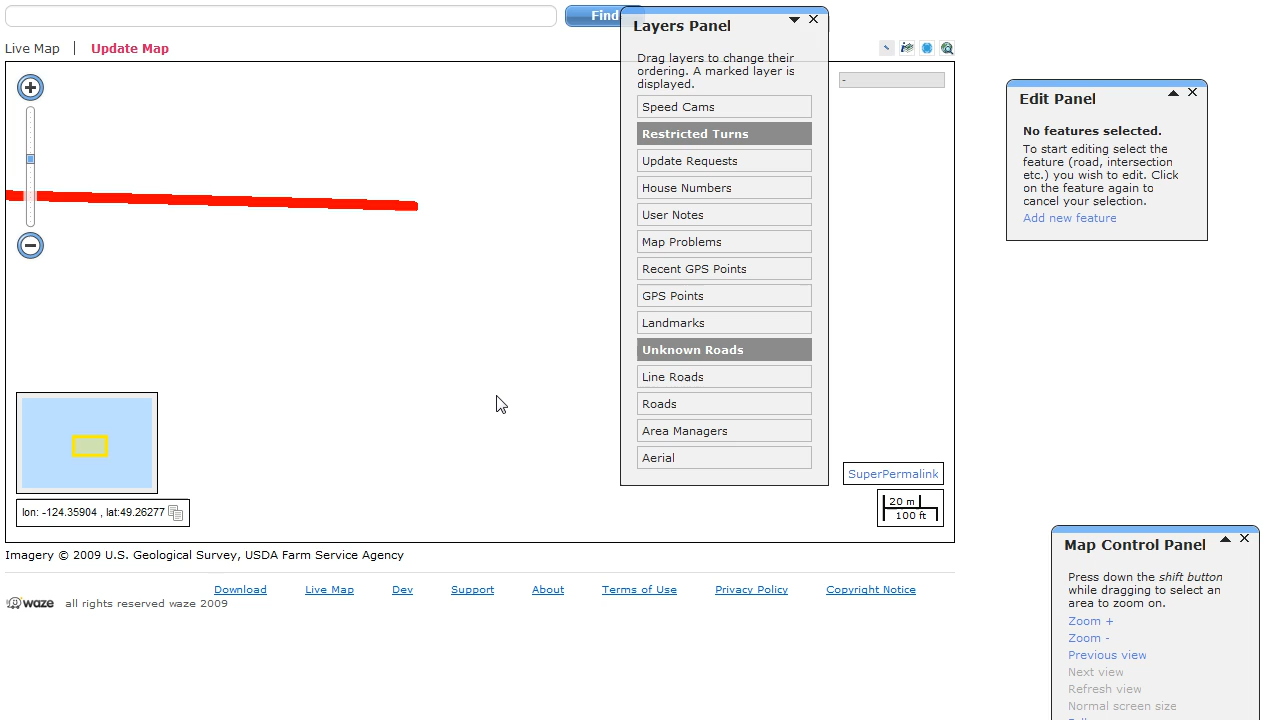 Find
Live Map | Update Map
Layers Panel
Drag layers to change their
ordering. A marked layer is
displayed.
Speed Cams
Restricted Turns
Update Requests
House Numbers
User Notes
Map Problems
Recent GPS Points
GPS Points
Landmarks
Unknown Roads
Line Roads
Roads
Area Managers
Aerial
-
Edit Panel
No features selected.
To start editing select the
feature (road, intersection
etc.) you wish to edit. Click
on the feature again to
cancel your selection.
Add new feature
SuperPermalink
20 m
100 ft
lon: -124.35904 , lat:49.26277
Imagery © 2009 U.S. Geological Survey, USDA Farm Service Agency
Download Live Map Dev Support About Terms of Use Privacy Policy Copyright Notice
waze all rights reserved waze 2009
Map Control Panel
Press down the shift button
while dragging to select an
area to zoom on.
Zoom +
Zoom -
Previous view
Next view
Refresh view
Normal screen size